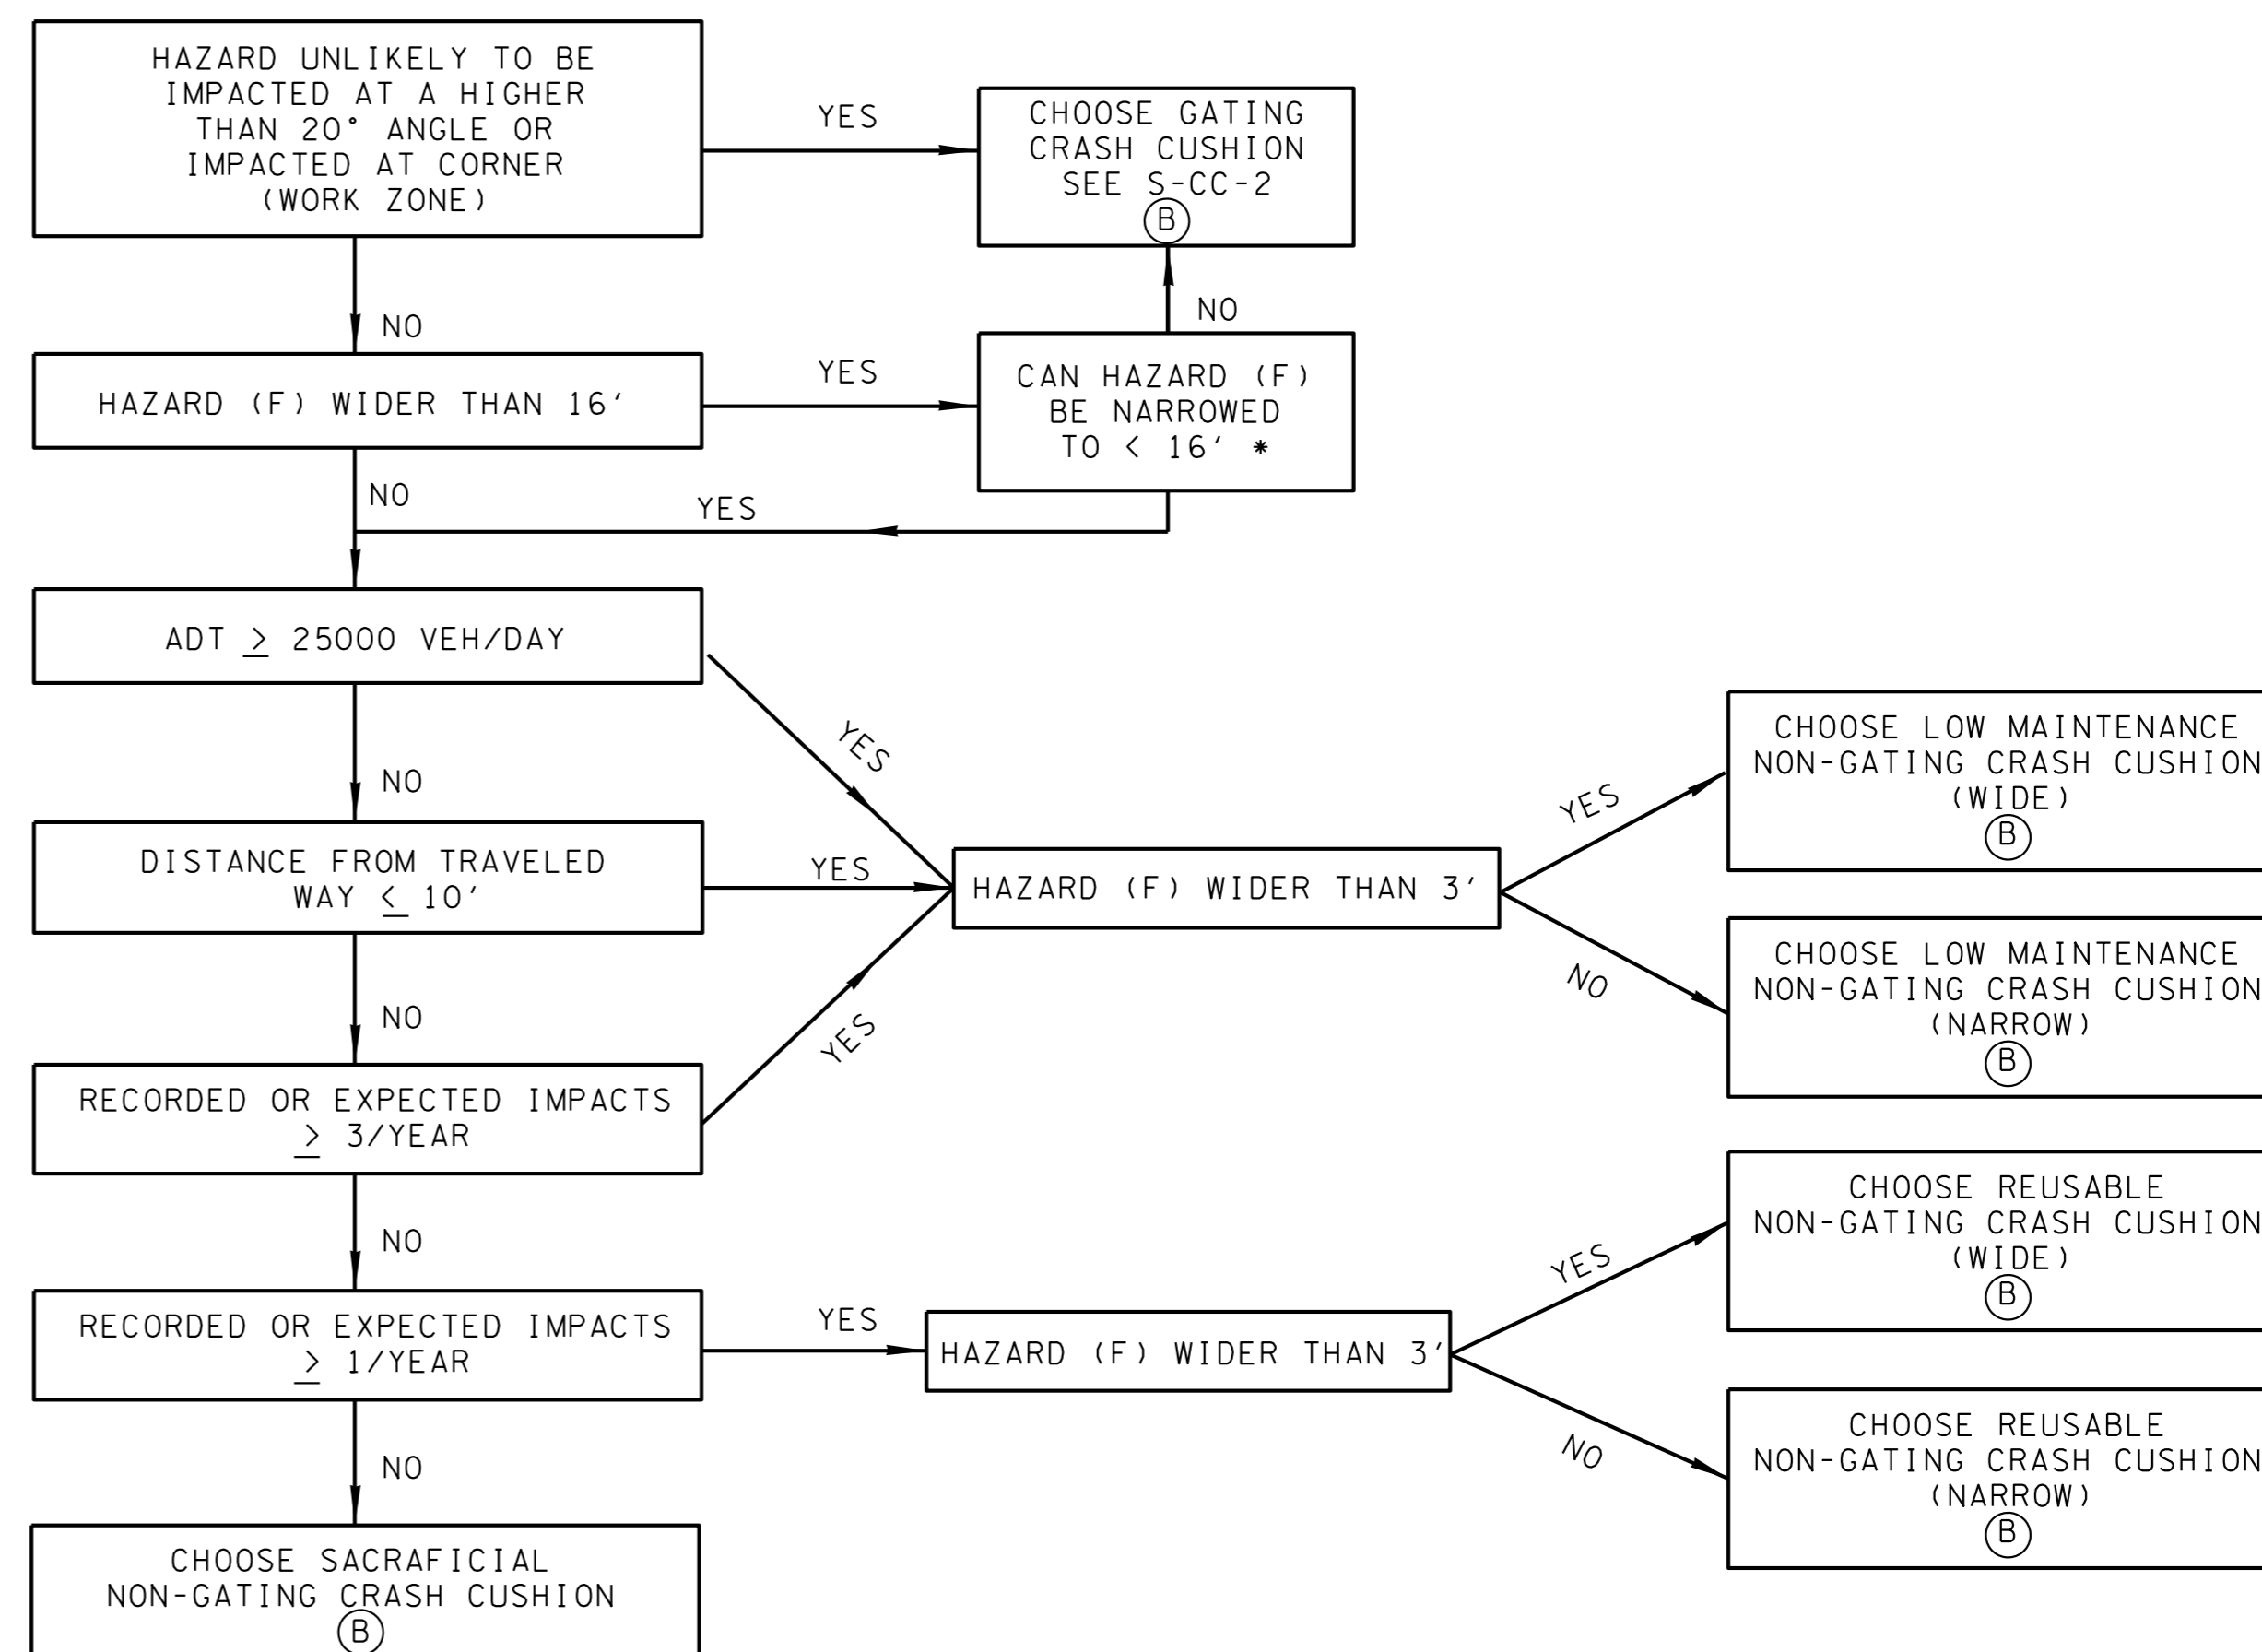 HAZARD UNLIKELY TO BE
IMPACTED AT A HIGHER
THAN 20° ANGLE OR
IMPACTED AT CORNER
(WORK ZONE)
YES
CHOOSE GATING
CRASH CUSHION
SEE S-CC-2
B
NO
NO
HAZARD (F) WIDER THAN 16'
YES
CAN HAZARD (F)
BE NARROWED
TO < 16' *
NO
YES
ADT ≥ 25000 VEH/DAY
YES
NO
DISTANCE FROM TRAVELED
WAY ≤ 10'
YES
HAZARD (F) WIDER THAN 3'
YES
CHOOSE LOW MAINTENANCE
NON-GATING CRASH CUSHION
(WIDE)
B
NO
CHOOSE LOW MAINTENANCE
NON-GATING CRASH CUSHION
(NARROW)
B
NO
YES
RECORDED OR EXPECTED IMPACTS
≥ 3/YEAR
NO
RECORDED OR EXPECTED IMPACTS
≥ 1/YEAR
YES
HAZARD (F) WIDER THAN 3'
YES
CHOOSE REUSABLE
NON-GATING CRASH CUSHION
(WIDE)
B
NO
CHOOSE REUSABLE
NON-GATING CRASH CUSHION
(NARROW)
B
NO
CHOOSE SACRAFICIAL
NON-GATING CRASH CUSHION
B